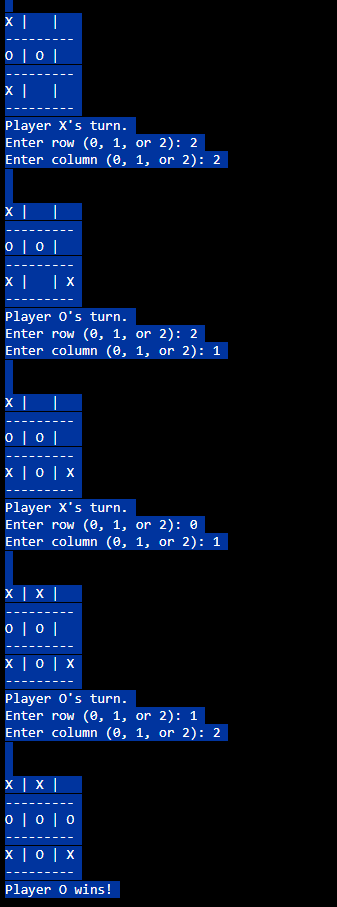 X |   |
---------
O | O |
---------
X |   |
---------
Player X's turn.
Enter row (0, 1, or 2): 2
Enter column (0, 1, or 2): 2
X |   |
---------
O | O |
---------
X |   | X
---------
Player O's turn.
Enter row (0, 1, or 2): 2
Enter column (0, 1, or 2): 1
X |   |
---------
O | O |
---------
X | O | X
---------
Player X's turn.
Enter row (0, 1, or 2): 0
Enter column (0, 1, or 2): 1
X | X |
---------
O | O |
---------
X | O | X
---------
Player O's turn.
Enter row (0, 1, or 2): 1
Enter column (0, 1, or 2): 2
X | X |
---------
O | O | O
---------
X | O | X
---------
Player O wins!